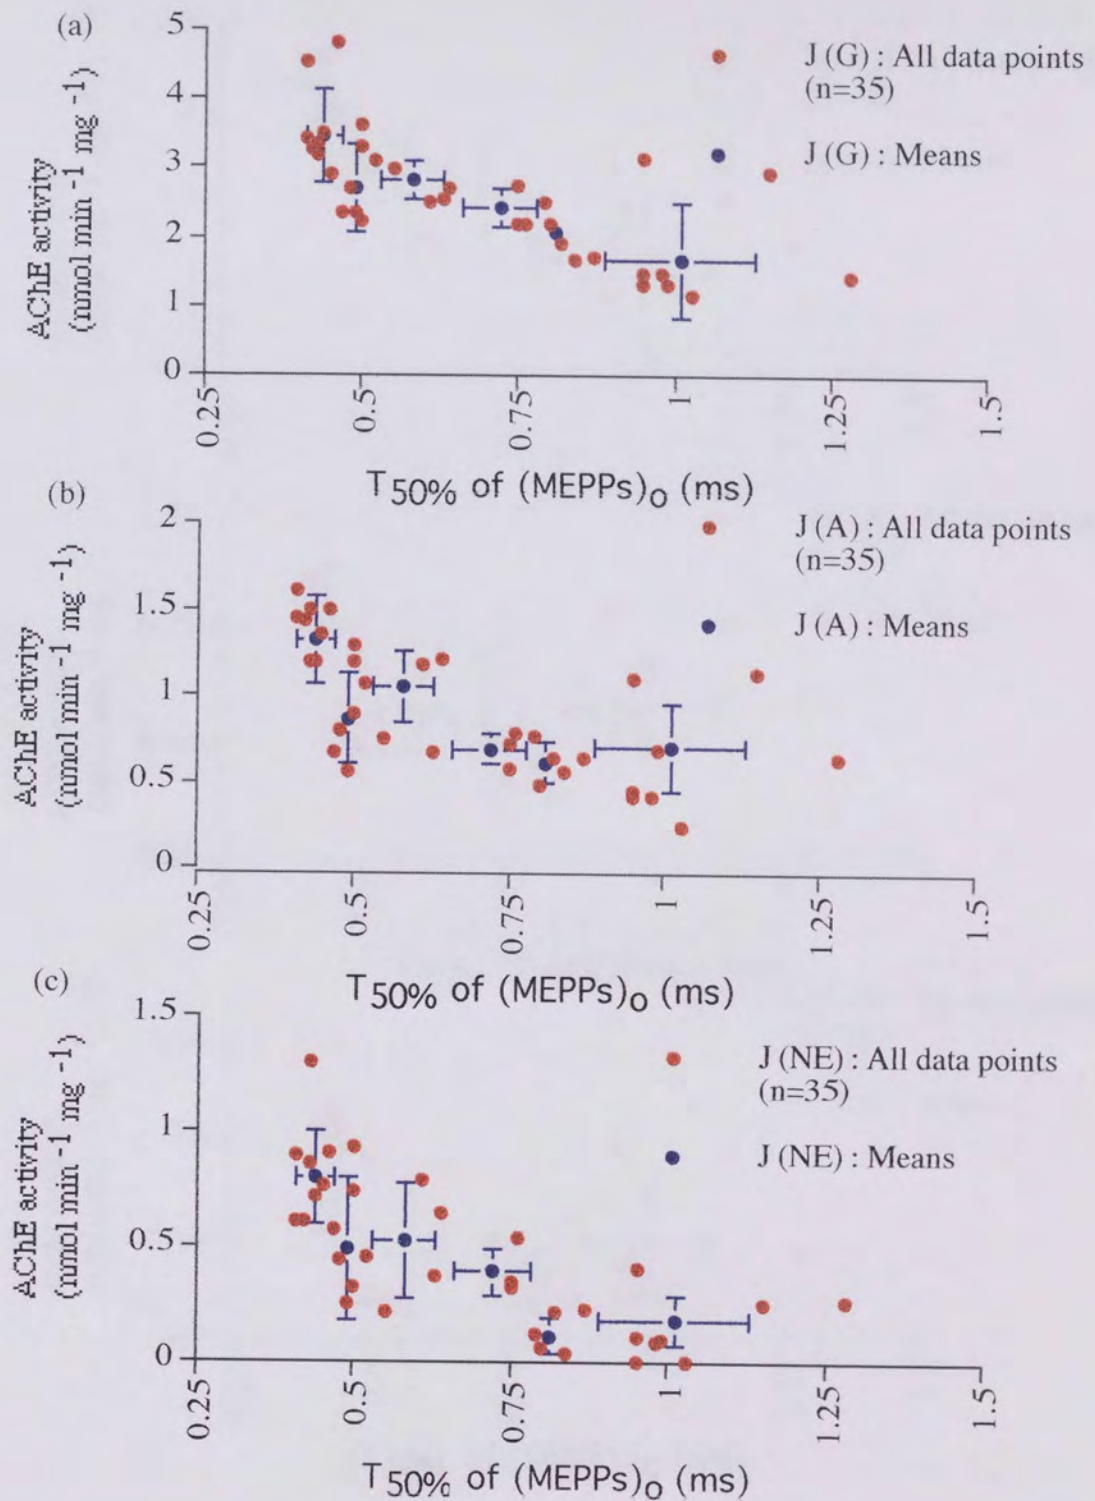 (a)
5
4
3
2
1
0
AChE activity
(nmol min -1 mg -1)
J (G) : All data points
(n=35)
J (G) : Means
0.25
0.5
0.75
1
1.25
1.5
T50% of (MEPPs)o (ms)
(b)
2
1.5
1
0.5
0
AChE activity
(nmol min -1 mg -1)
J (A) : All data points
(n=35)
J (A) : Means
0.25
0.5
0.75
1
1.25
1.5
T50% of (MEPPs)o (ms)
(c)
1.5
1
0.5
0
AChE activity
(nmol min -1 mg -1)
J (NE) : All data points
(n=35)
J (NE) : Means
0.25
0.5
0.75
1
1.25
1.5
T50% of (MEPPs)o (ms)